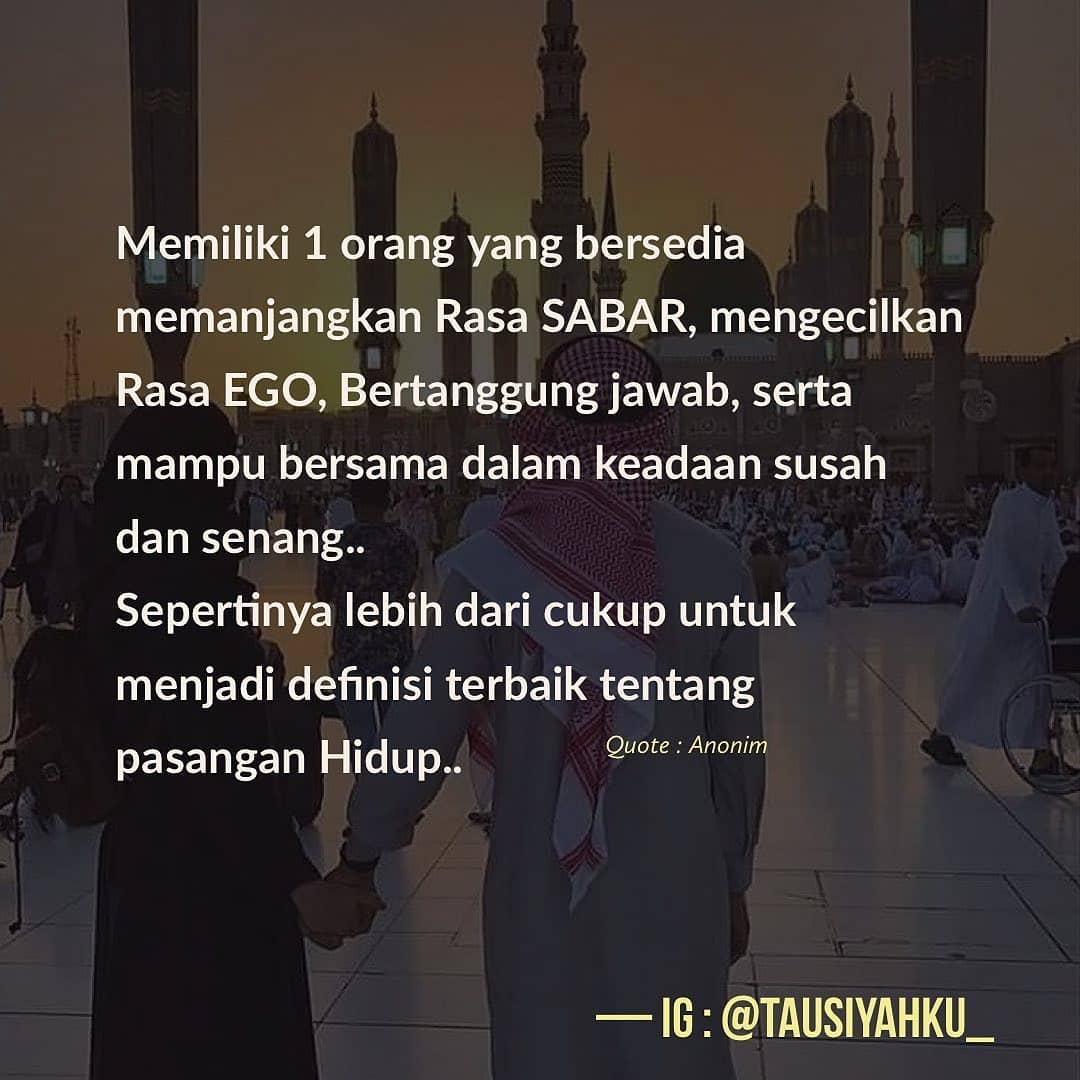 Memiliki 1 orang yang bersedia
memanjangkan Rasa SABAR, mengecilkan
Rasa EGO, Bertanggung jawab, serta
mampu bersama dalam keadaan susah
dan senang..
Sepertinya lebih dari cukup untuk
menjadi definisi terbaik tentang
pasangan Hidup..
Quote : Anonim
— IG : @TAUSIYAHKU_